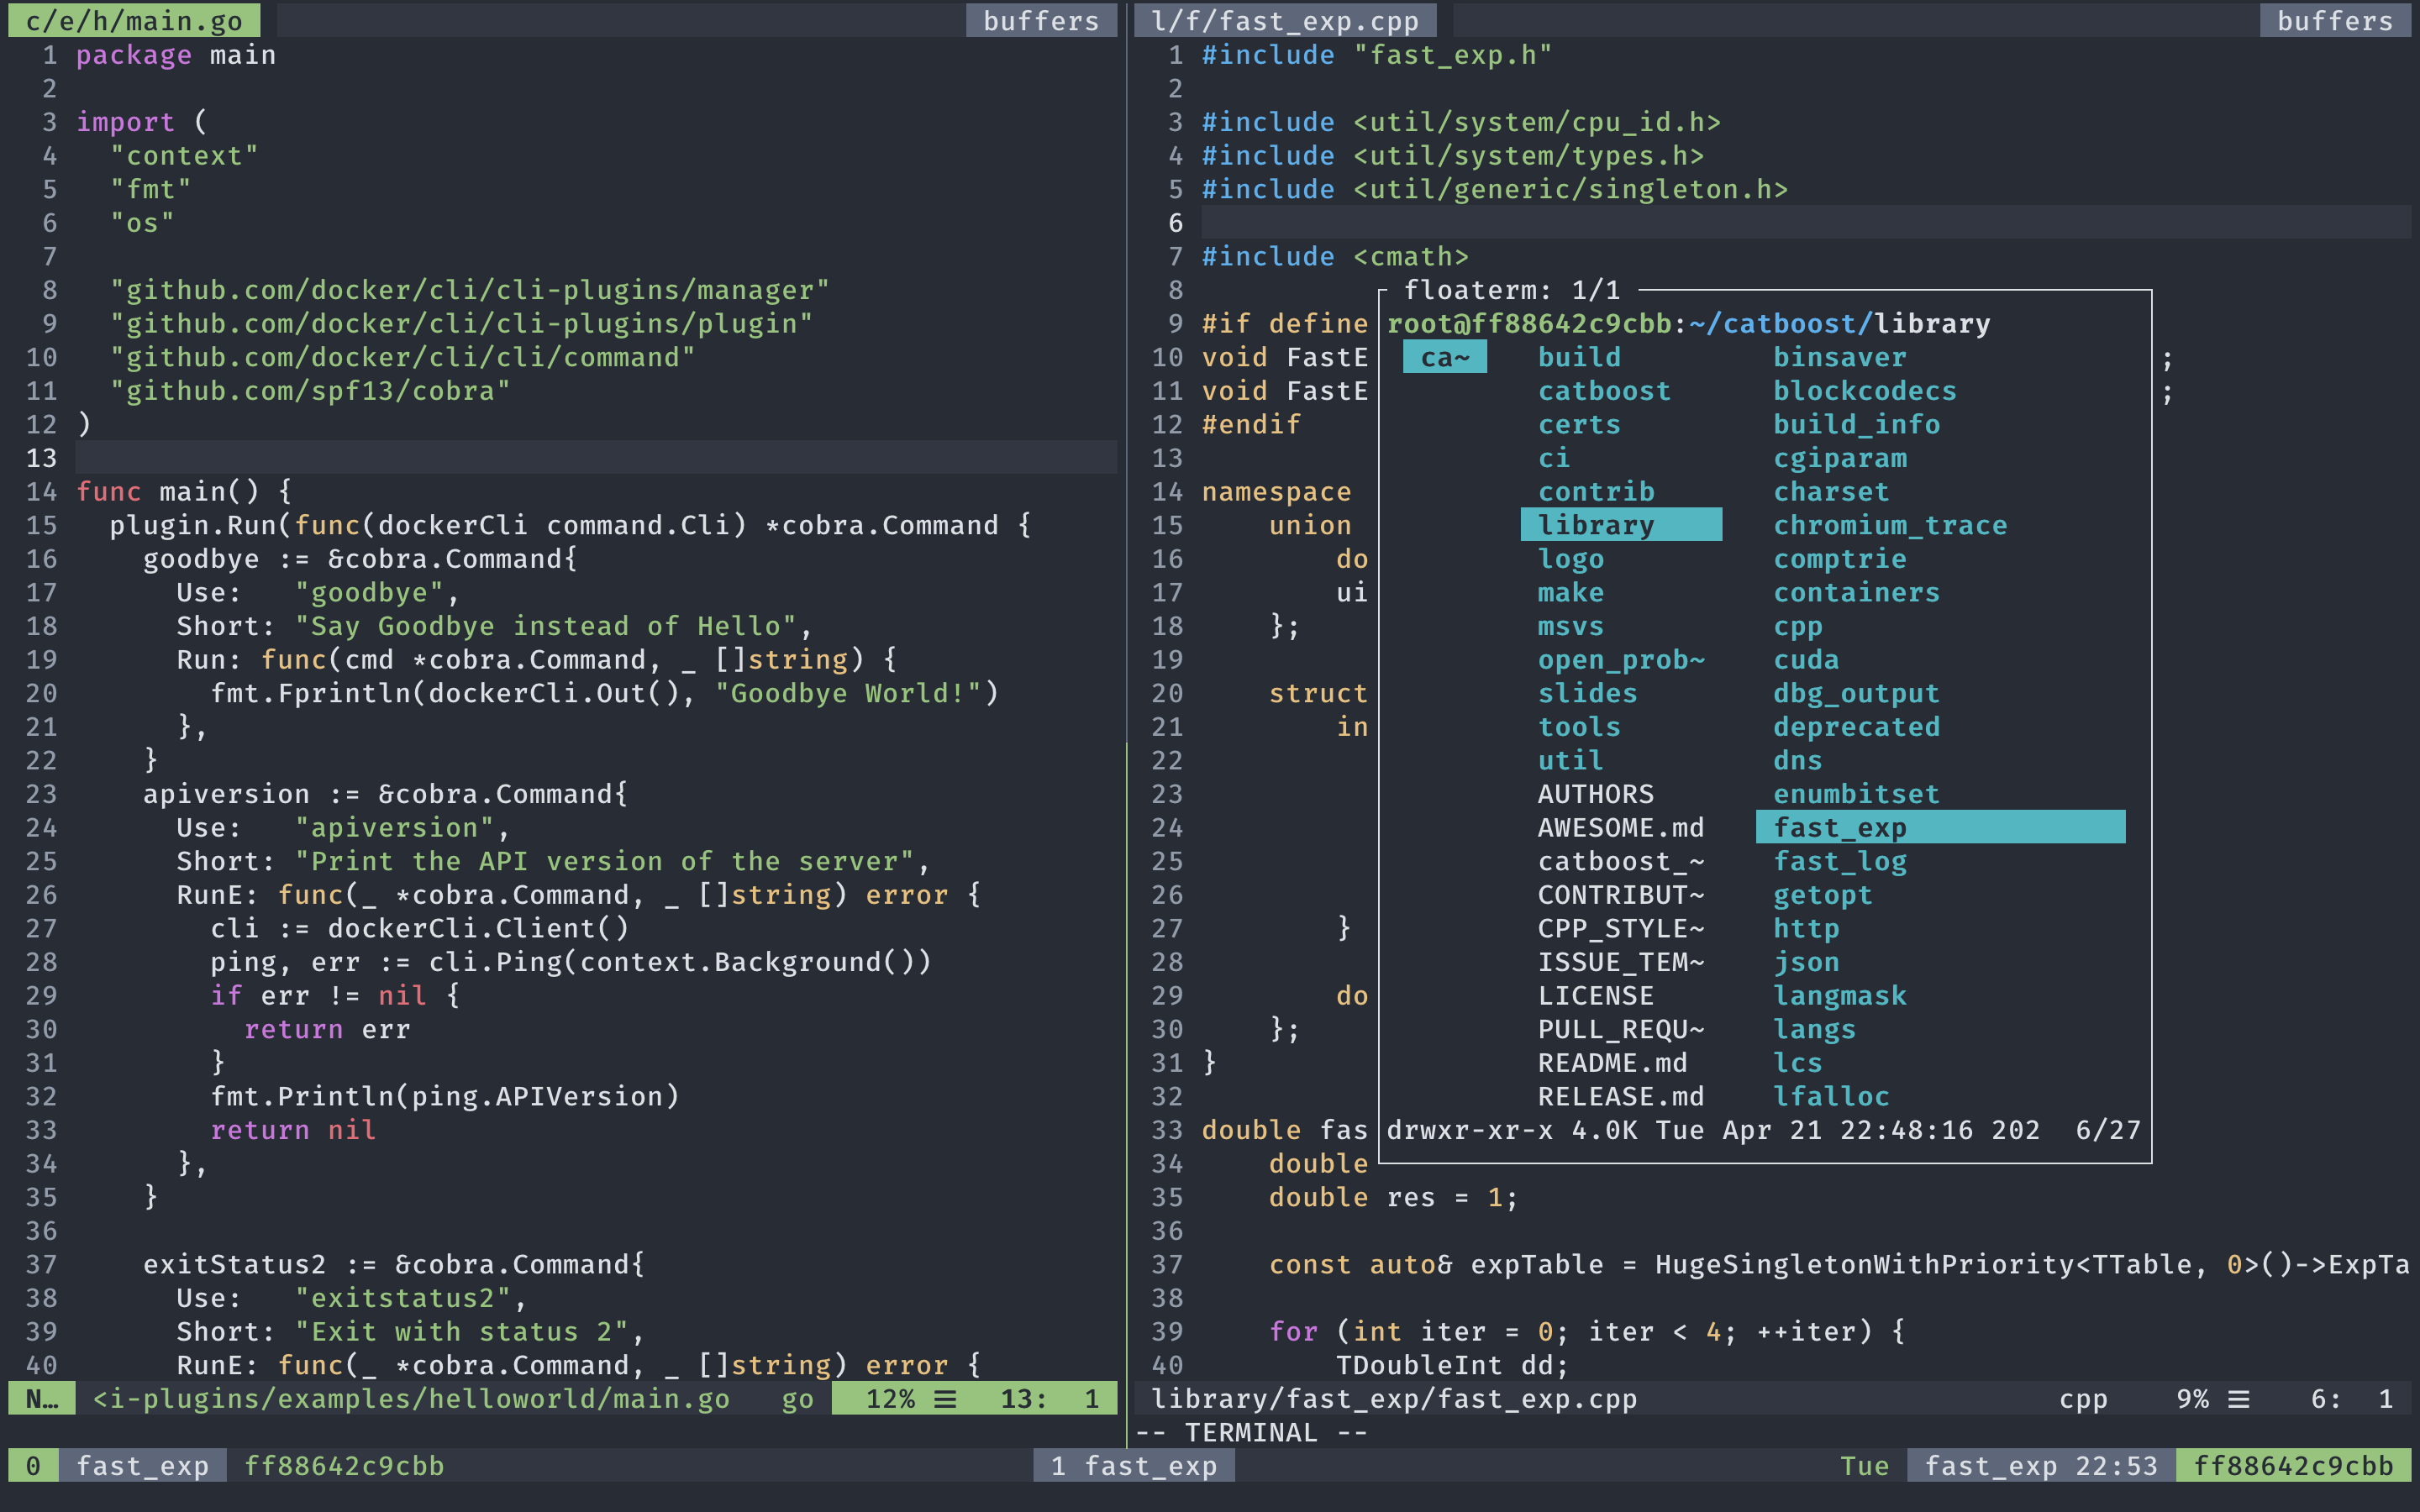 c/e/h/main.go buffers
1 package main
2
3 import (
4   "context"
5   "fmt"
6   "os"
7
8   "github.com/docker/cli/cli-plugins/manager"
9   "github.com/docker/cli/cli-plugins/plugin"
10   "github.com/docker/cli/cli/command"
11   "github.com/spf13/cobra"
12 )
13
14 func main() {
15   plugin.Run(func(dockerCli command.Cli) *cobra.Command {
16     goodbye := &cobra.Command{
17       Use:   "goodbye",
18       Short: "Say Goodbye instead of Hello",
19       Run: func(cmd *cobra.Command, _ []string) {
20         fmt.Fprintln(dockerCli.Out(), "Goodbye World!")
21       },
22     }
23     apiversion := &cobra.Command{
24       Use:   "apiversion",
25       Short: "Print the API version of the server",
26       RunE: func(_ *cobra.Command, _ []string) error {
27         cli := dockerCli.Client()
28         ping, err := cli.Ping(context.Background())
29         if err != nil {
30           return err
31         }
32         fmt.Println(ping.APIVersion)
33         return nil
34       },
35     }
36
37     exitStatus2 := &cobra.Command{
38       Use:   "exitstatus2",
39       Short: "Exit with status 2",
40       RunE: func(_ *cobra.Command, _ []string) error {
N… <i-plugins/examples/helloworld/main.go go 12% ☰ 13: 1
l/f/fast_exp.cpp buffers
1 #include "fast_exp.h"
2
3 #include <util/system/cpu_id.h>
4 #include <util/system/types.h>
5 #include <util/generic/singleton.h>
6
7 #include <cmath>
8
9 #if define
10 void FastE ;
11 void FastE ;
12 #endif
13
14 namespace
15     union
16         do
17         ui
18     };
19
20     struct
21         in
22
23
24
25
26
27         }
28
29         do
30     };
31 }
32
33 double fas
34     double
35     double res = 1;
36
37     const auto& expTable = HugeSingletonWithPriority<TTable, 0>()->ExpTa
38
39     for (int iter = 0; iter < 4; ++iter) {
40         TDoubleInt dd;
floaterm: 1/1
root@ff88642c9cbb:~/catboost/library
ca~ build binsaver
catboost blockcodecs
certs build_info
ci cgiparam
contrib charset
library chromium_trace
logo comptrie
make containers
msvs cpp
open_prob~ cuda
slides dbg_output
tools deprecated
util dns
AUTHORS enumbitset
AWESOME.md fast_exp
catboost_~ fast_log
CONTRIBUT~ getopt
CPP_STYLE~ http
ISSUE_TEM~ json
LICENSE langmask
PULL_REQU~ langs
README.md lcs
RELEASE.md lfalloc
drwxr-xr-x 4.0K Tue Apr 21 22:48:16 202 6/27
library/fast_exp/fast_exp.cpp cpp 9% ☰ 6: 1
-- TERMINAL --
0 fast_exp ff88642c9cbb 1 fast_exp Tue fast_exp 22:53 ff88642c9cbb